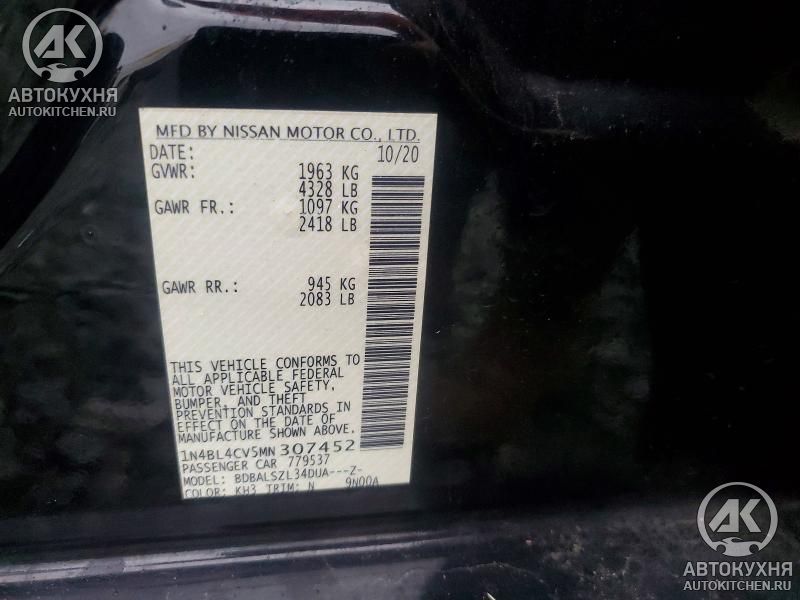 АК
АВТОКУХНЯ
AUTOKITCHEN.RU
MFD BY NISSAN MOTOR CO., LTD.
DATE: 10/20
GVWR: 1963 KG
4328 LB
GAWR FR.: 1097 KG
2418 LB
GAWR RR.: 945 KG
2083 LB
THIS VEHICLE CONFORMS TO
ALL APPLICABLE FEDERAL
MOTOR VEHICLE SAFETY,
BUMPER, AND THEFT
PREVENTION STANDARDS IN
EFFECT ON THE DATE OF
MANUFACTURE SHOWN ABOVE.
1N4BL4CV5MN307452
PASSENGER CAR 779537
MODEL: BDBALSZL34DUA---Z-
COLOR: KH3 TRIM: N 9N00A
АК
АВТОКУХНЯ
AUTOKITCHEN.RU